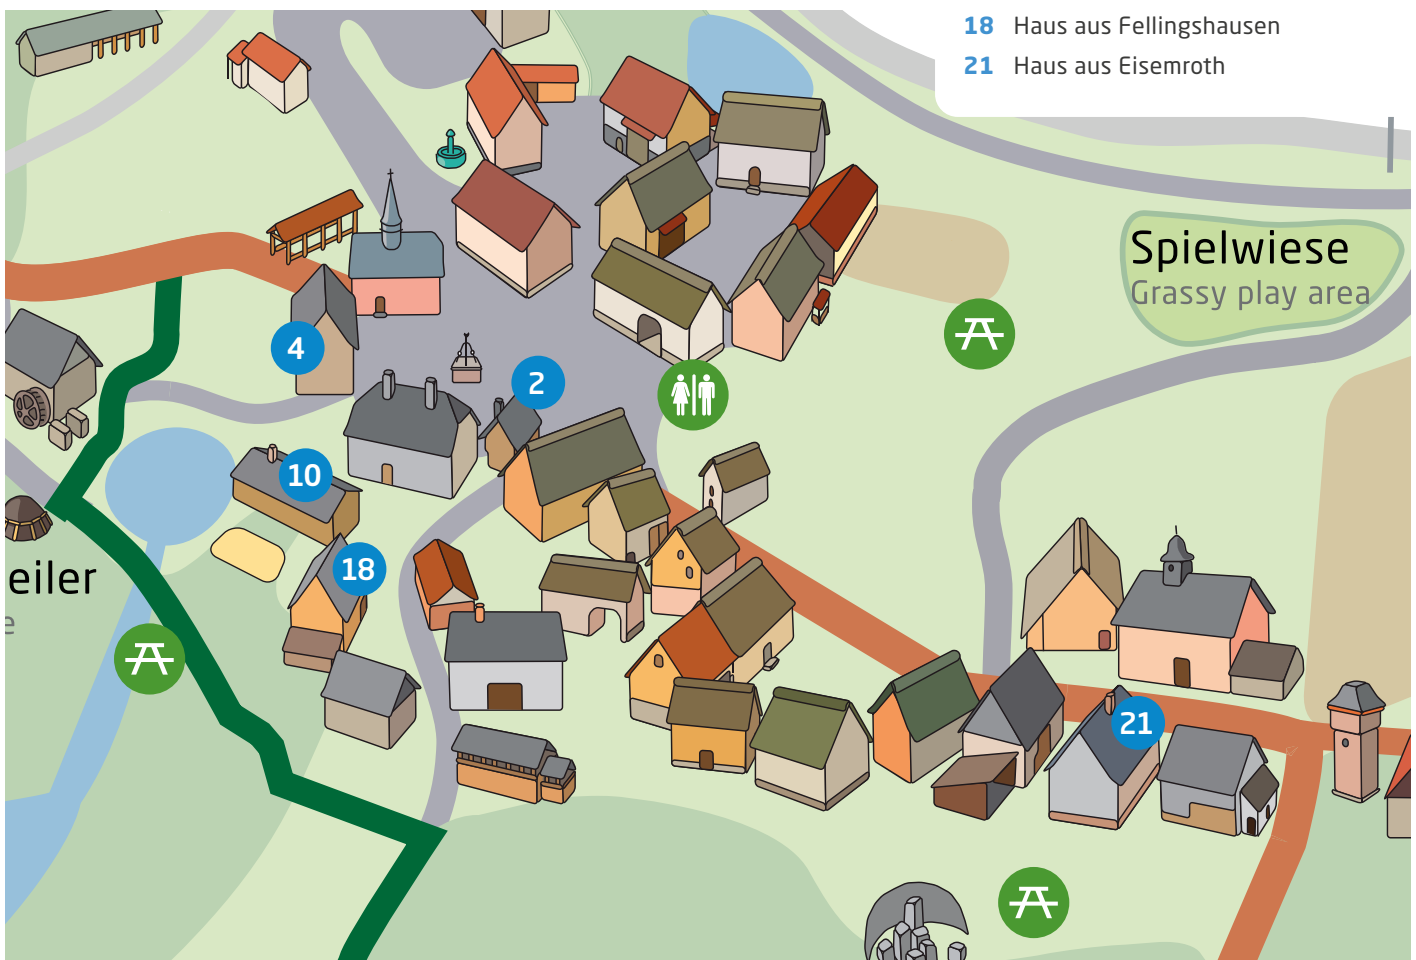 18 Haus aus Fellingshausen
21 Haus aus Eisemroth
Spielwiese
Grassy play area
4
2
10
18
eiler
e
21